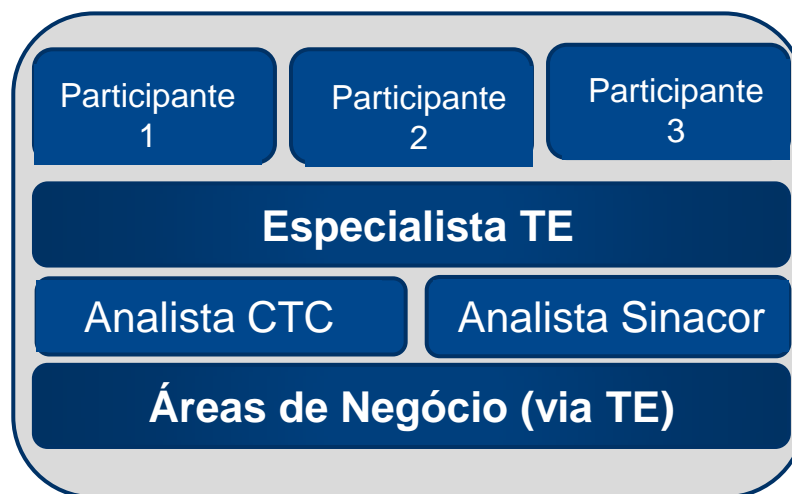 Participante
1
Participante
2
Participante
3
Especialista TE
Analista CTC
Analista Sinacor
Áreas de Negócio (via TE)